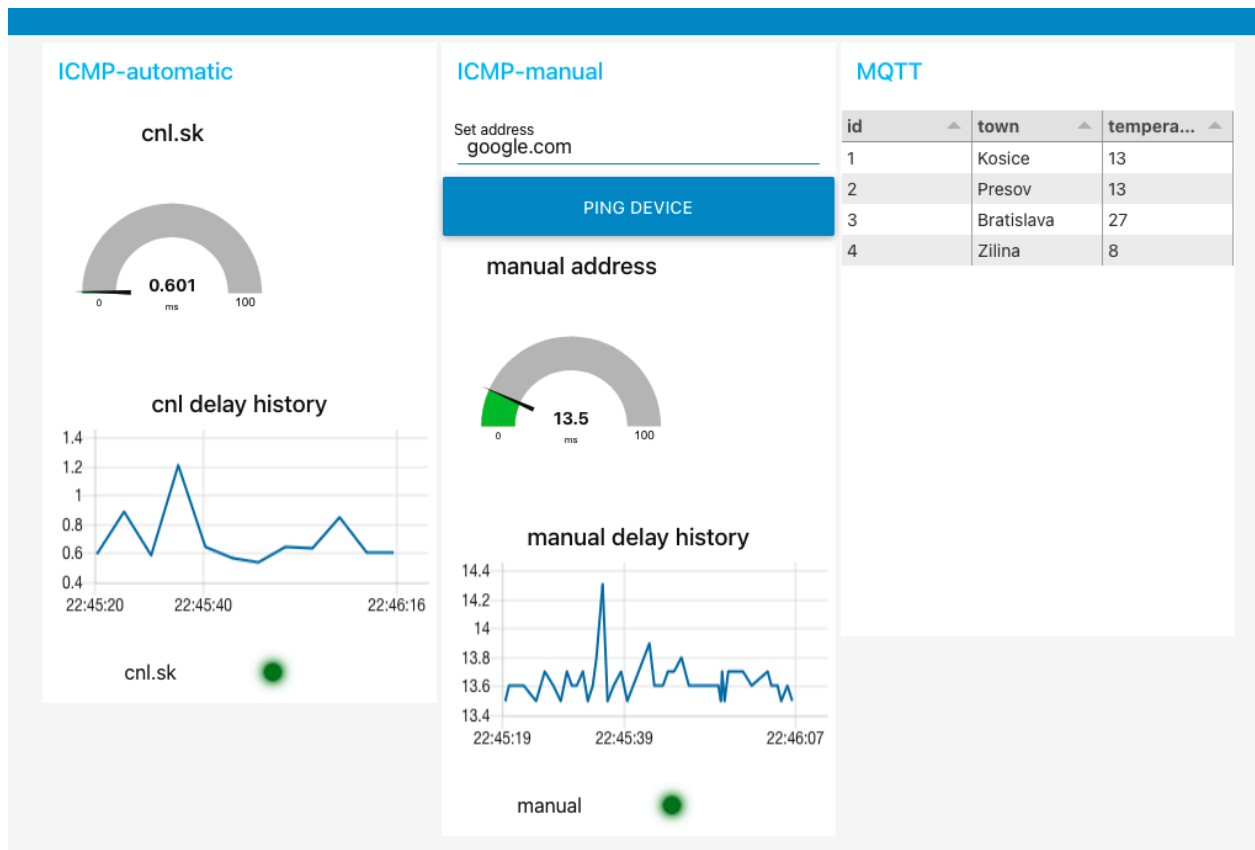 ICMP-automatic
cnl.sk
0.601
ms
0
100
cnl delay history
1.4
1.2
1
0.8
0.6
0.4
22:45:20 22:45:40 22:46:16
cnl.sk
ICMP-manual
Set address
google.com
PING DEVICE
manual address
13.5
ms
0
100
manual delay history
14.4
14.2
14
13.8
13.6
13.4
22:45:19 22:45:39 22:46:07
manual
MQTT
id town tempera...
1 Kosice 13
2 Presov 13
3 Bratislava 27
4 Zilina 8